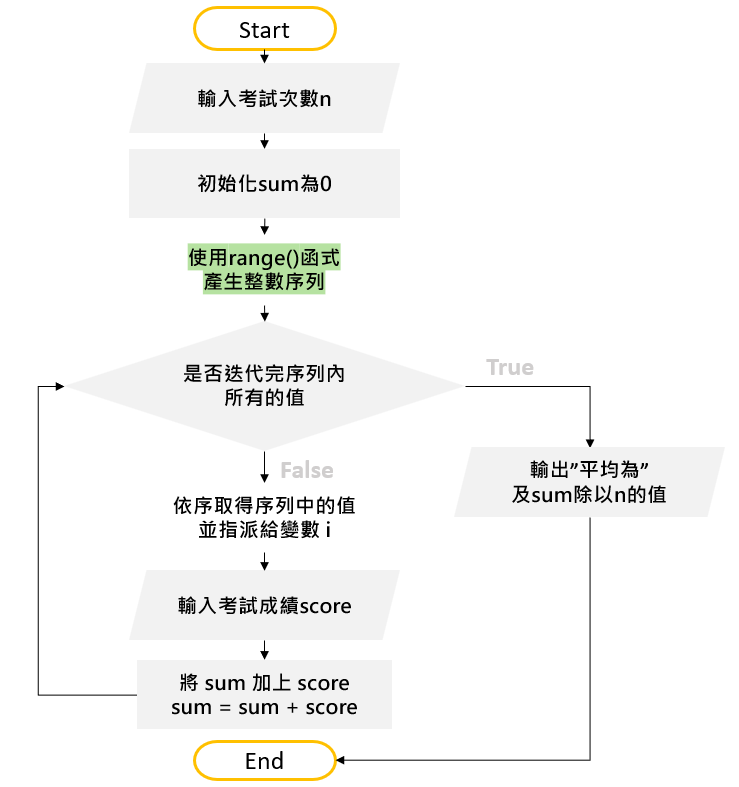 Start
輸入考試次數n
初始化sum為0
使用range()函式
產生整數序列
是否迭代完序列內
所有的值
True
False
輸出”平均為”
及sum除以n的值
依序取得序列中的值
並指派給變數 i
輸入考試成績score
將 sum 加上 score
sum = sum + score
End